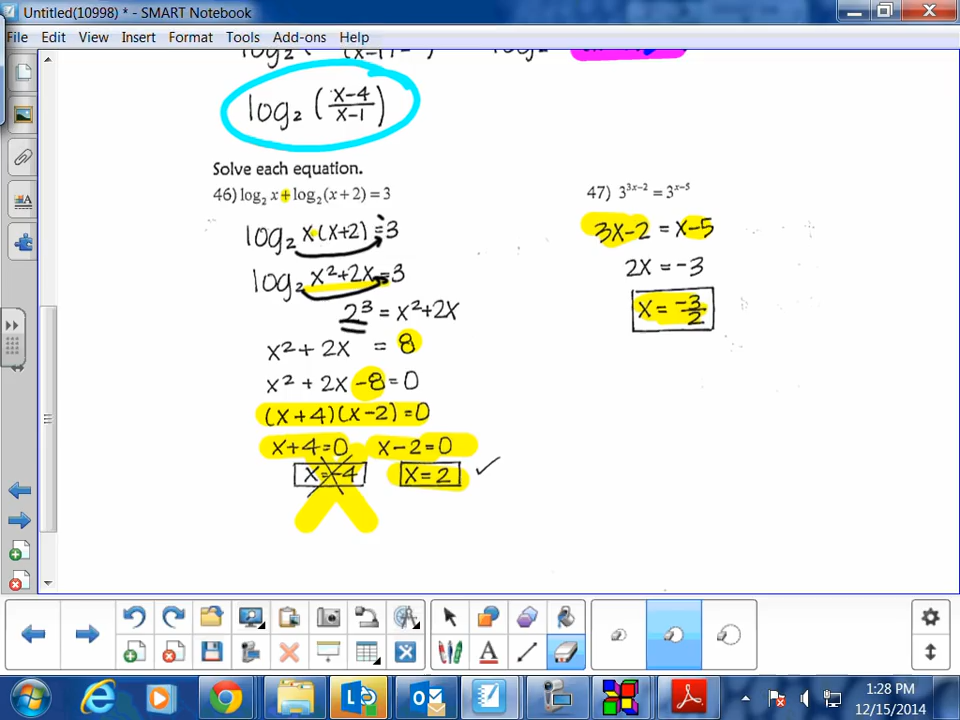 Untitled(10998) * - SMART Notebook
File Edit View Insert Format Tools Add-ons Help
log₂ (x-4/x-1)
Solve each equation.
46) log₂ x + log₂(x + 2) = 3
log₂ x(x+2) = 3
log₂ x²+2x = 3
2³ = x²+2x
x² + 2x = 8
x² + 2x -8 = 0
(x+4)(x-2)=0
x+4=0 x-2=0
x=-4 x=2 ✓
47) 3^(3x-2) = 3^(x-5)
3x-2 = x-5
2x = -3
x = -3/2
A
1:28 PM
12/15/2014